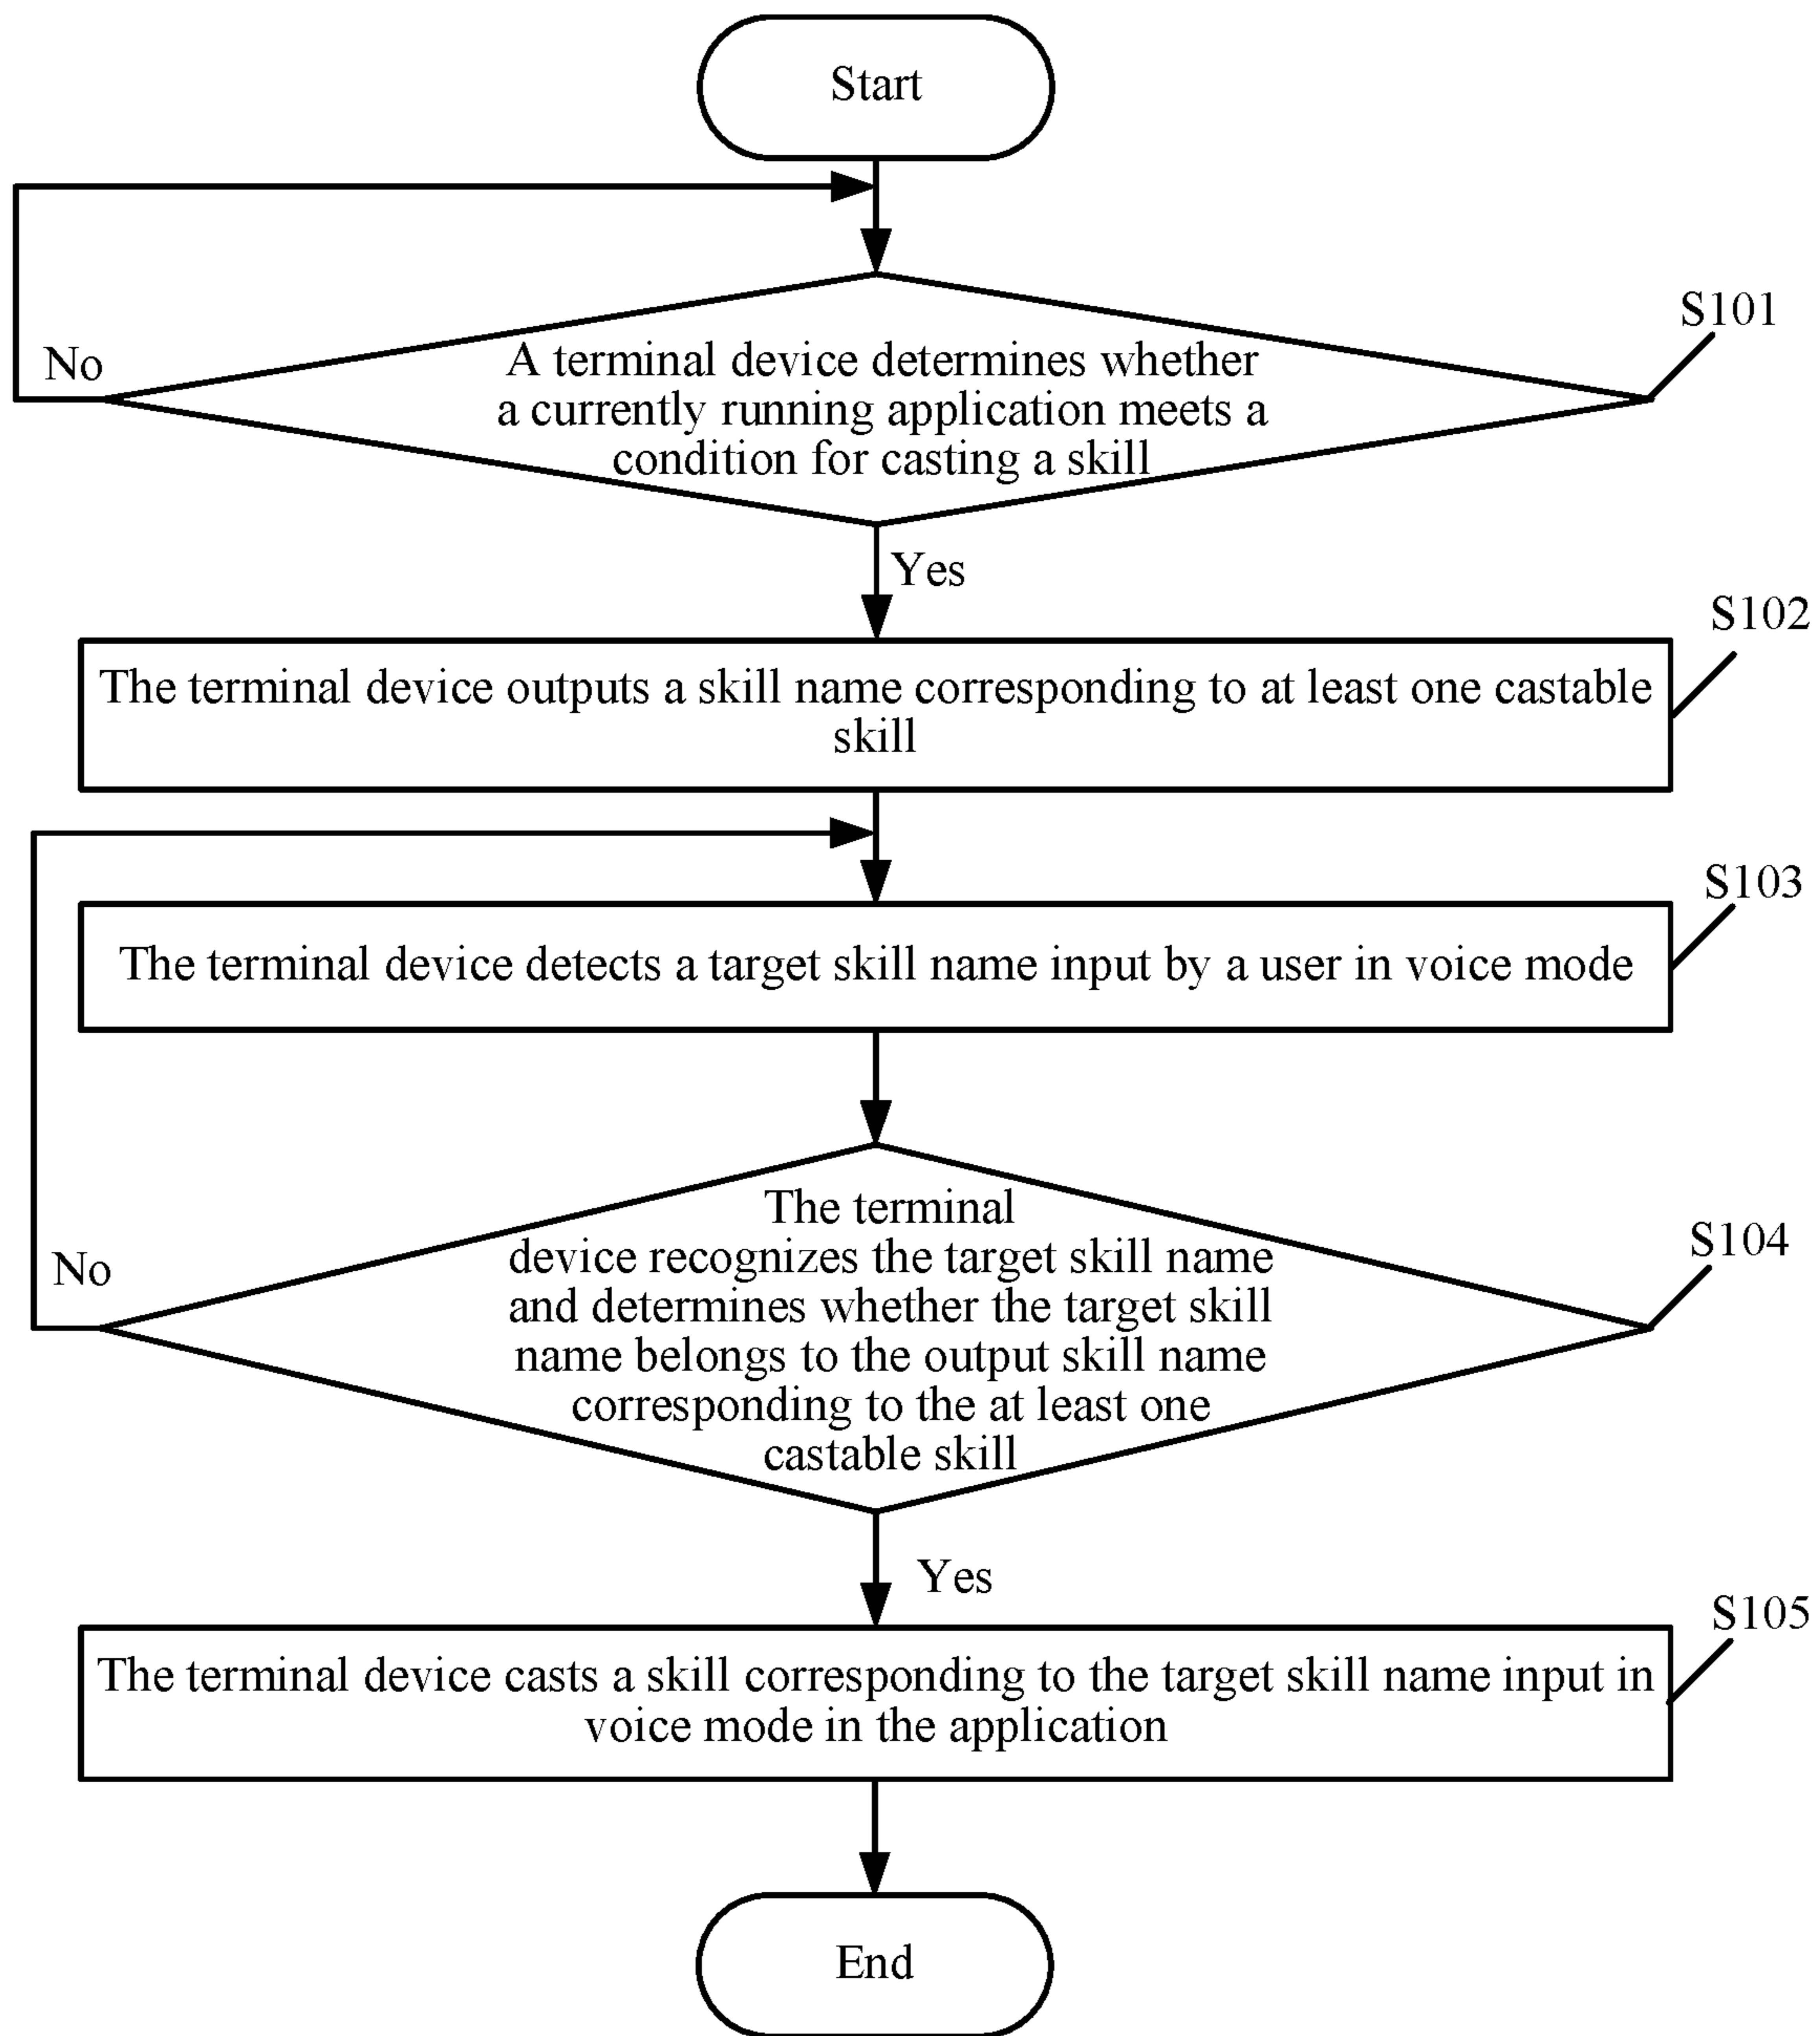 Start
S101
No
A terminal device determines whether
a currently running application meets a
condition for casting a skill
Yes
S102
The terminal device outputs a skill name corresponding to at least one castable
skill
S103
The terminal device detects a target skill name input by a user in voice mode
S104
No
The terminal
device recognizes the target skill name
and determines whether the target skill
name belongs to the output skill name
corresponding to the at least one
castable skill
Yes
S105
The terminal device casts a skill corresponding to the target skill name input in
voice mode in the application
End